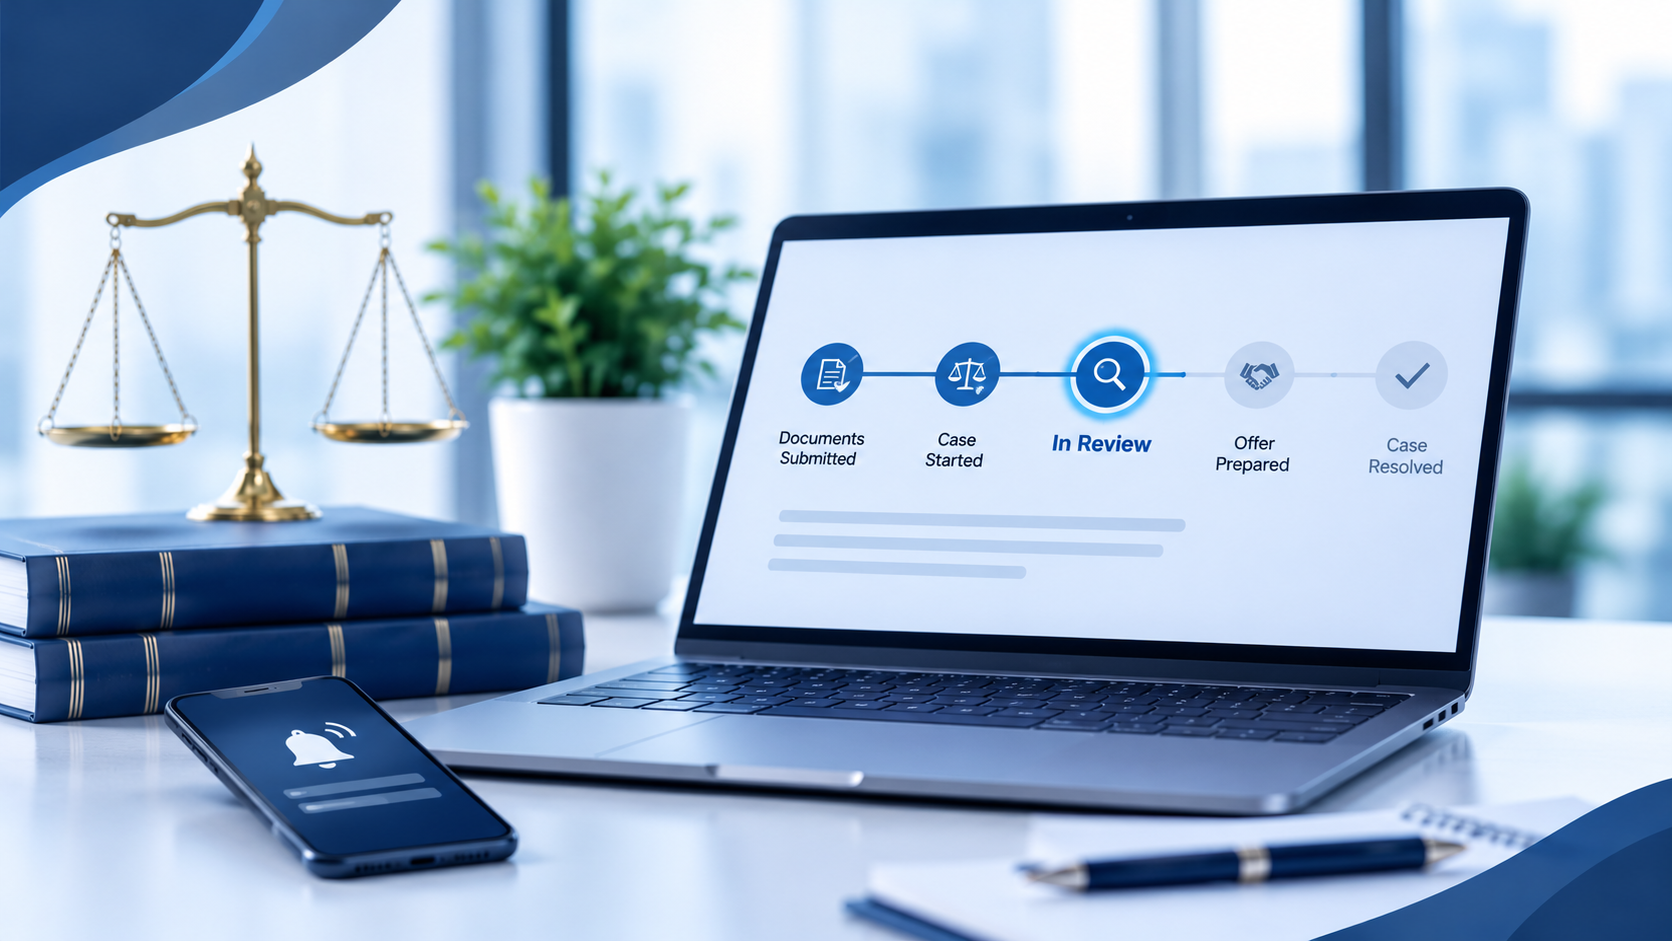 Documents
Submitted
Case
Started
In Review
Offer
Prepared
Case
Resolved